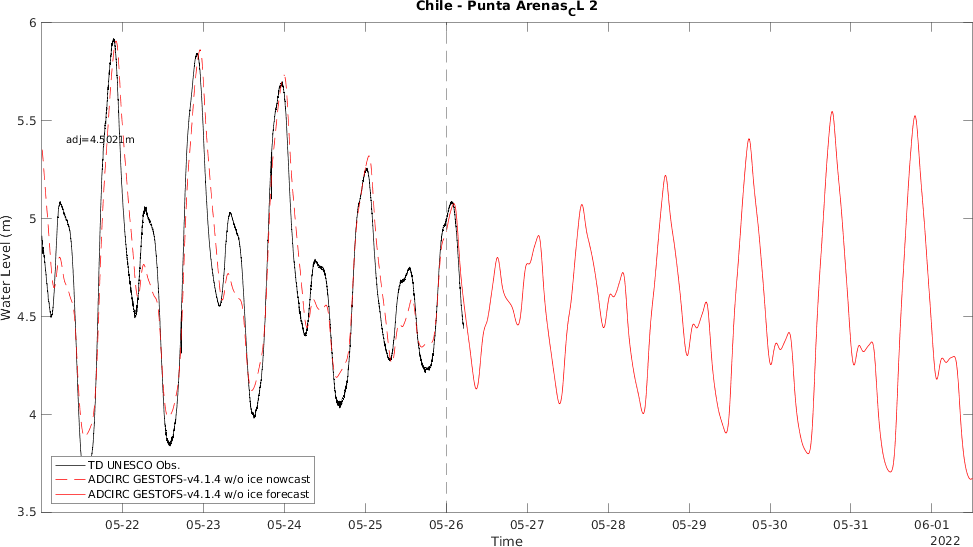 Chile - Punta Arenas_CL 2
6
5.5
5
4.5
4
3.5
Water Level (m)
adj=4.5021m
TD UNESCO Obs.
ADCIRC GESTOFS-v4.1.4 w/o ice nowcast
ADCIRC GESTOFS-v4.1.4 w/o ice forecast
05-22 05-23 05-24 05-25 05-26 05-27 05-28 05-29 05-30 05-31 06-01
Time
2022